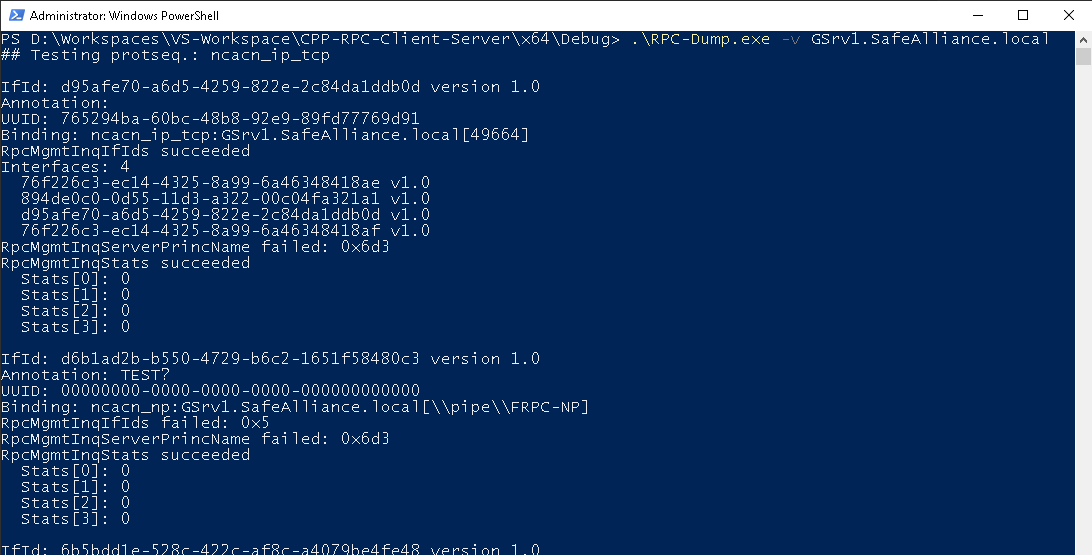 Administrator: Windows PowerShell
PS D:\Workspaces\VS-Workspace\CPP-RPC-Client-Server\x64\Debug> .\RPC-Dump.exe -v GSrv1.SafeAlliance.local
## Testing protseq.: ncacn_ip_tcp
IfId: d95afe70-a6d5-4259-822e-2c84da1ddb0d version 1.0
Annotation:
UUID: 765294ba-60bc-48b8-92e9-89fd77769d91
Binding: ncacn_ip_tcp:GSrv1.SafeAlliance.local[49664]
RpcMgmtInqIfIds succeeded
Interfaces: 4
  76f226c3-ec14-4325-8a99-6a46348418ae v1.0
  894de0c0-0d55-11d3-a322-00c04fa321a1 v1.0
  d95afe70-a6d5-4259-822e-2c84da1ddb0d v1.0
  76f226c3-ec14-4325-8a99-6a46348418af v1.0
RpcMgmtInqServerPrincName failed: 0x6d3
RpcMgmtInqStats succeeded
  Stats[0]: 0
  Stats[1]: 0
  Stats[2]: 0
  Stats[3]: 0
IfId: d6b1ad2b-b550-4729-b6c2-1651f58480c3 version 1.0
Annotation: TEST?
UUID: 00000000-0000-0000-0000-000000000000
Binding: ncacn_np:GSrv1.SafeAlliance.local[\\pipe\\FRPC-NP]
RpcMgmtInqIfIds failed: 0x5
RpcMgmtInqServerPrincName failed: 0x6d3
RpcMgmtInqStats succeeded
  Stats[0]: 0
  Stats[1]: 0
  Stats[2]: 0
  Stats[3]: 0
IfId: 6b5bdd1e-528c-422c-af8c-a4079be4fe48 version 1.0